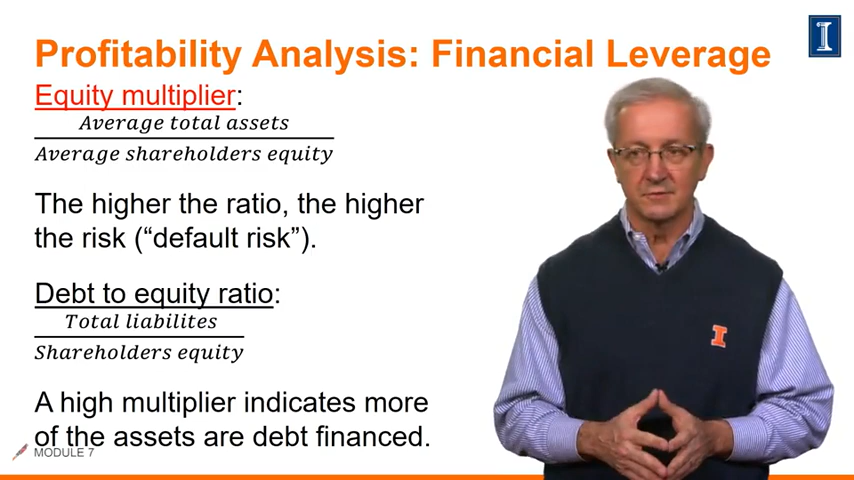 Profitability Analysis: Financial Leverage
Equity multiplier:
Average total assets
Average shareholders equity
The higher the ratio, the higher
the risk (“default risk”).
Debt to equity ratio:
Total liabilites
Shareholders equity
A high multiplier indicates more
of the assets are debt financed.
MODULE 7
I
I